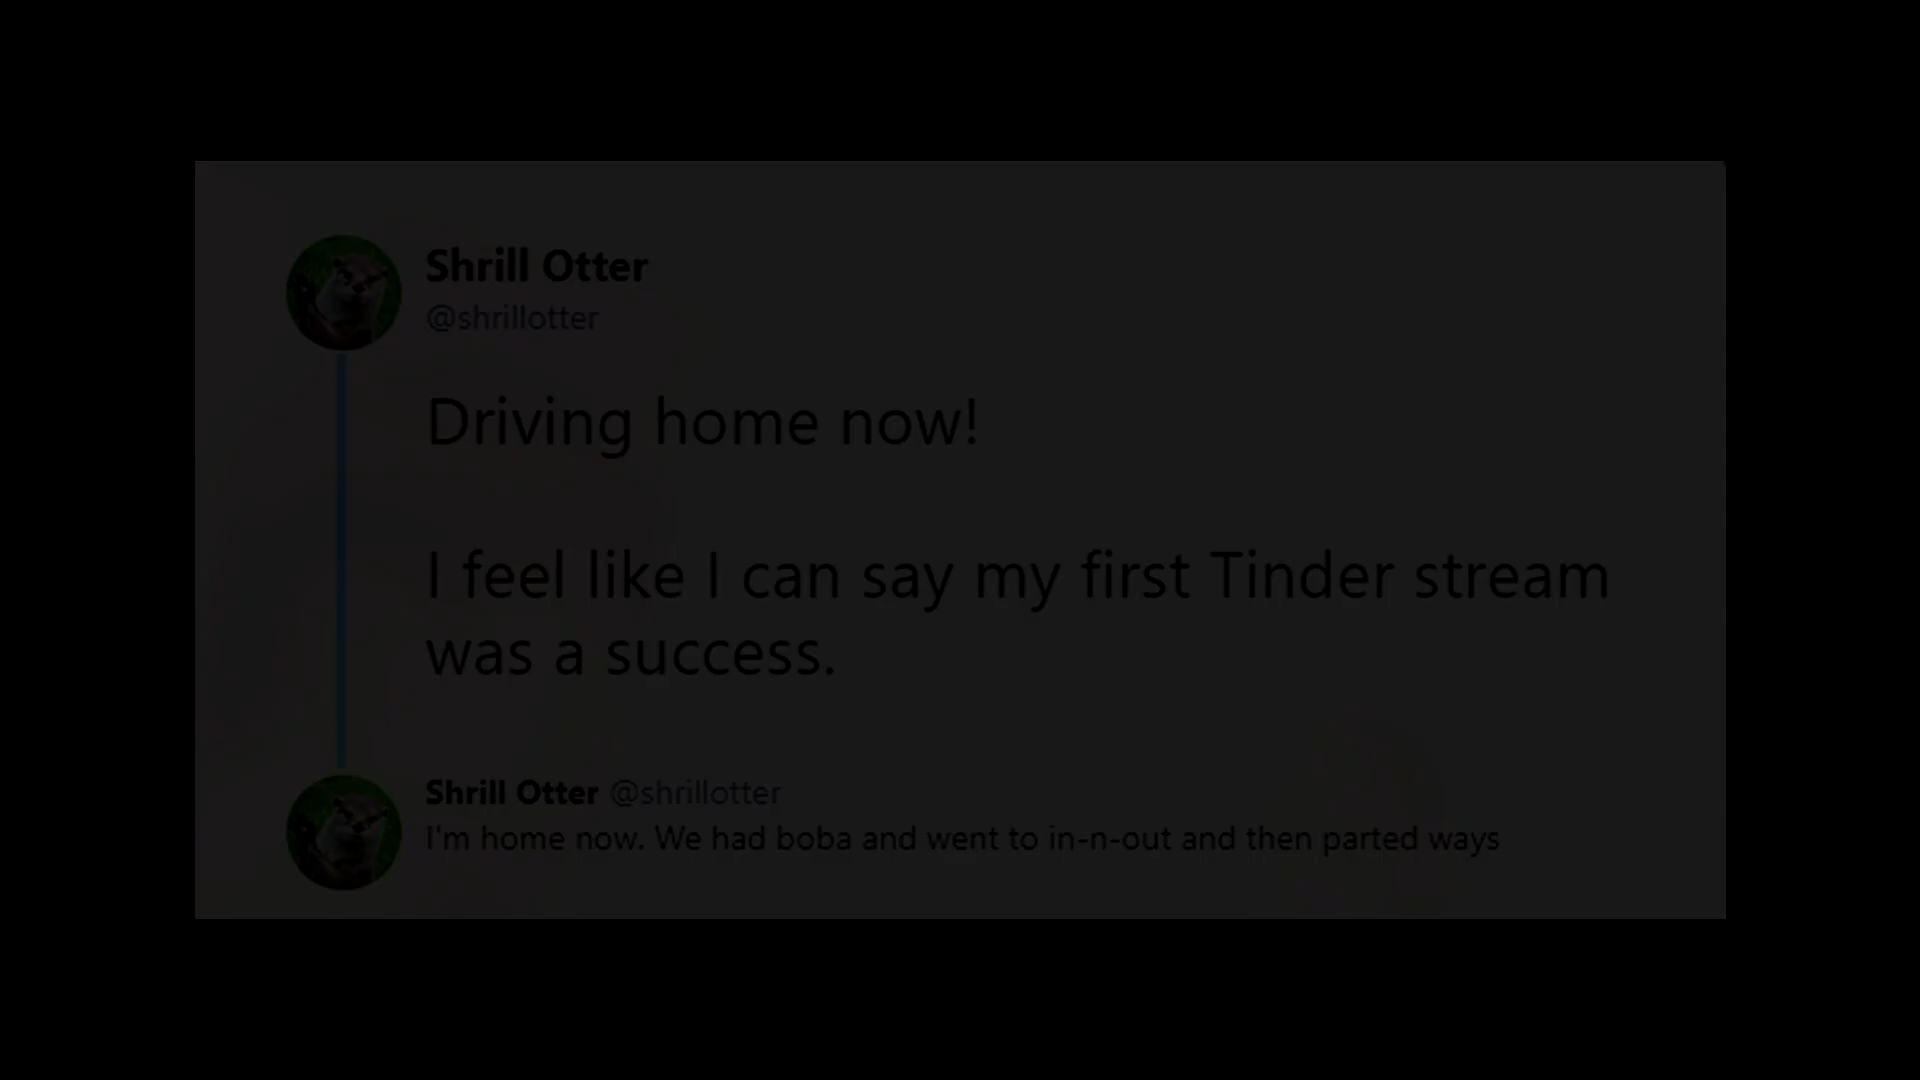 Shrill Otter
@shrillotter
Driving home now!
I feel like I can say my first Tinder stream
was a success.
Shrill Otter @shrillotter
I'm home now. We had boba and went to in-n-out and then parted ways